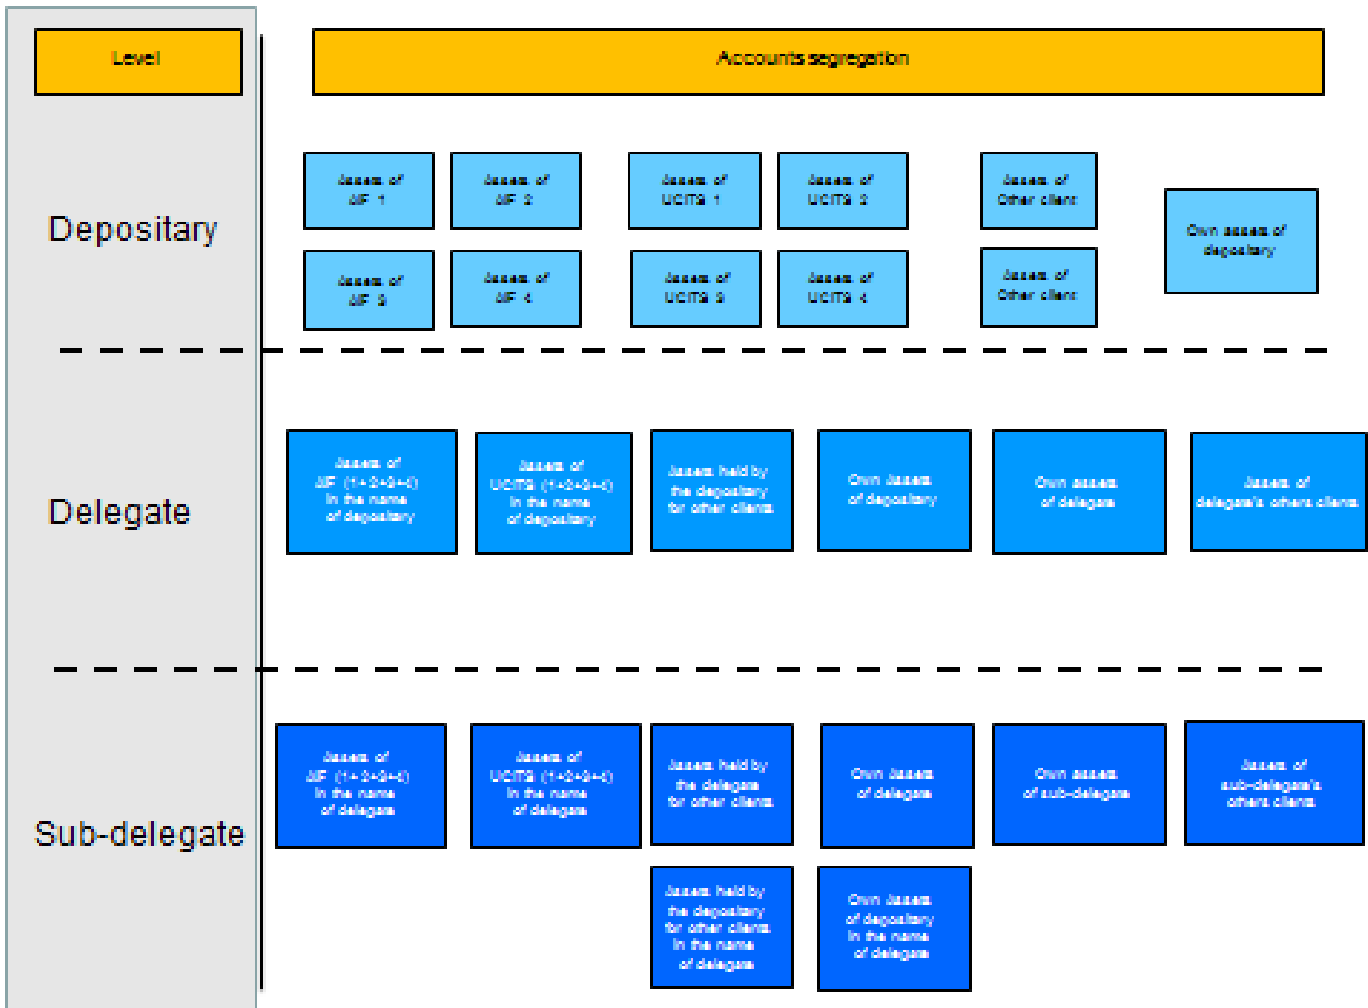 Level
Accounts segregation
Depositary
Assets of
AIF 1
Assets of
AIF 2
Assets of
UCITS 1
Assets of
UCITS 2
Assets of
Other client
Own assets of
depositary
Assets of
AIF 3
Assets of
AIF 4
Assets of
UCITS 3
Assets of
UCITS 4
Assets of
Other client
Delegate
Assets of
AIF (1+2+3+4)
in the name
of depositary
Assets of
UCITS (1+2+3+4)
in the name
of depositary
Assets held by
the depositary
for other clients
Own Assets
of depositary
Own assets
of delegate
Assets of
delegate's others clients
Sub-delegate
Assets of
AIF (1+2+3+4)
in the name
of delegate
Assets of
UCITS (1+2+3+4)
in the name
of delegate
Assets held by
the delegate
for other clients
Own Assets
of delegate
Own assets
of sub-delegate
Assets of
sub-delegate's
others clients
Assets held by
the depositary
for other clients
in the name
of delegate
Own Assets
of depositary
in the name
of delegate